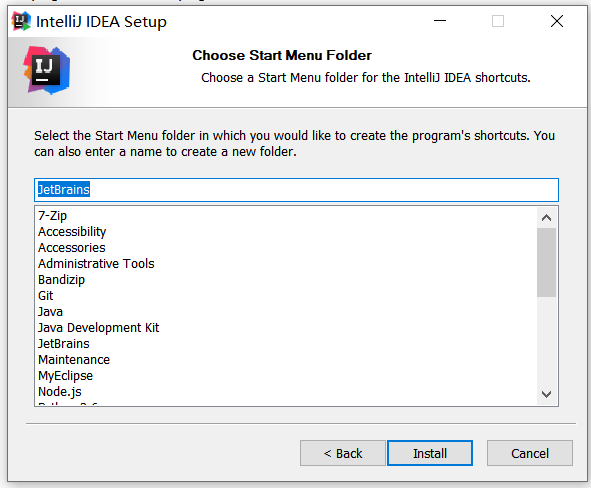 IntelliJ IDEA Setup
IJ
Choose Start Menu Folder
Choose a Start Menu folder for the IntelliJ IDEA shortcuts.
Select the Start Menu folder in which you would like to create the program's shortcuts. You
can also enter a name to create a new folder.
JetBrains
7-Zip
Accessibility
Accessories
Administrative Tools
Bandizip
Git
Java
Java Development Kit
JetBrains
Maintenance
MyEclipse
Node.js
< Back
Install
Cancel